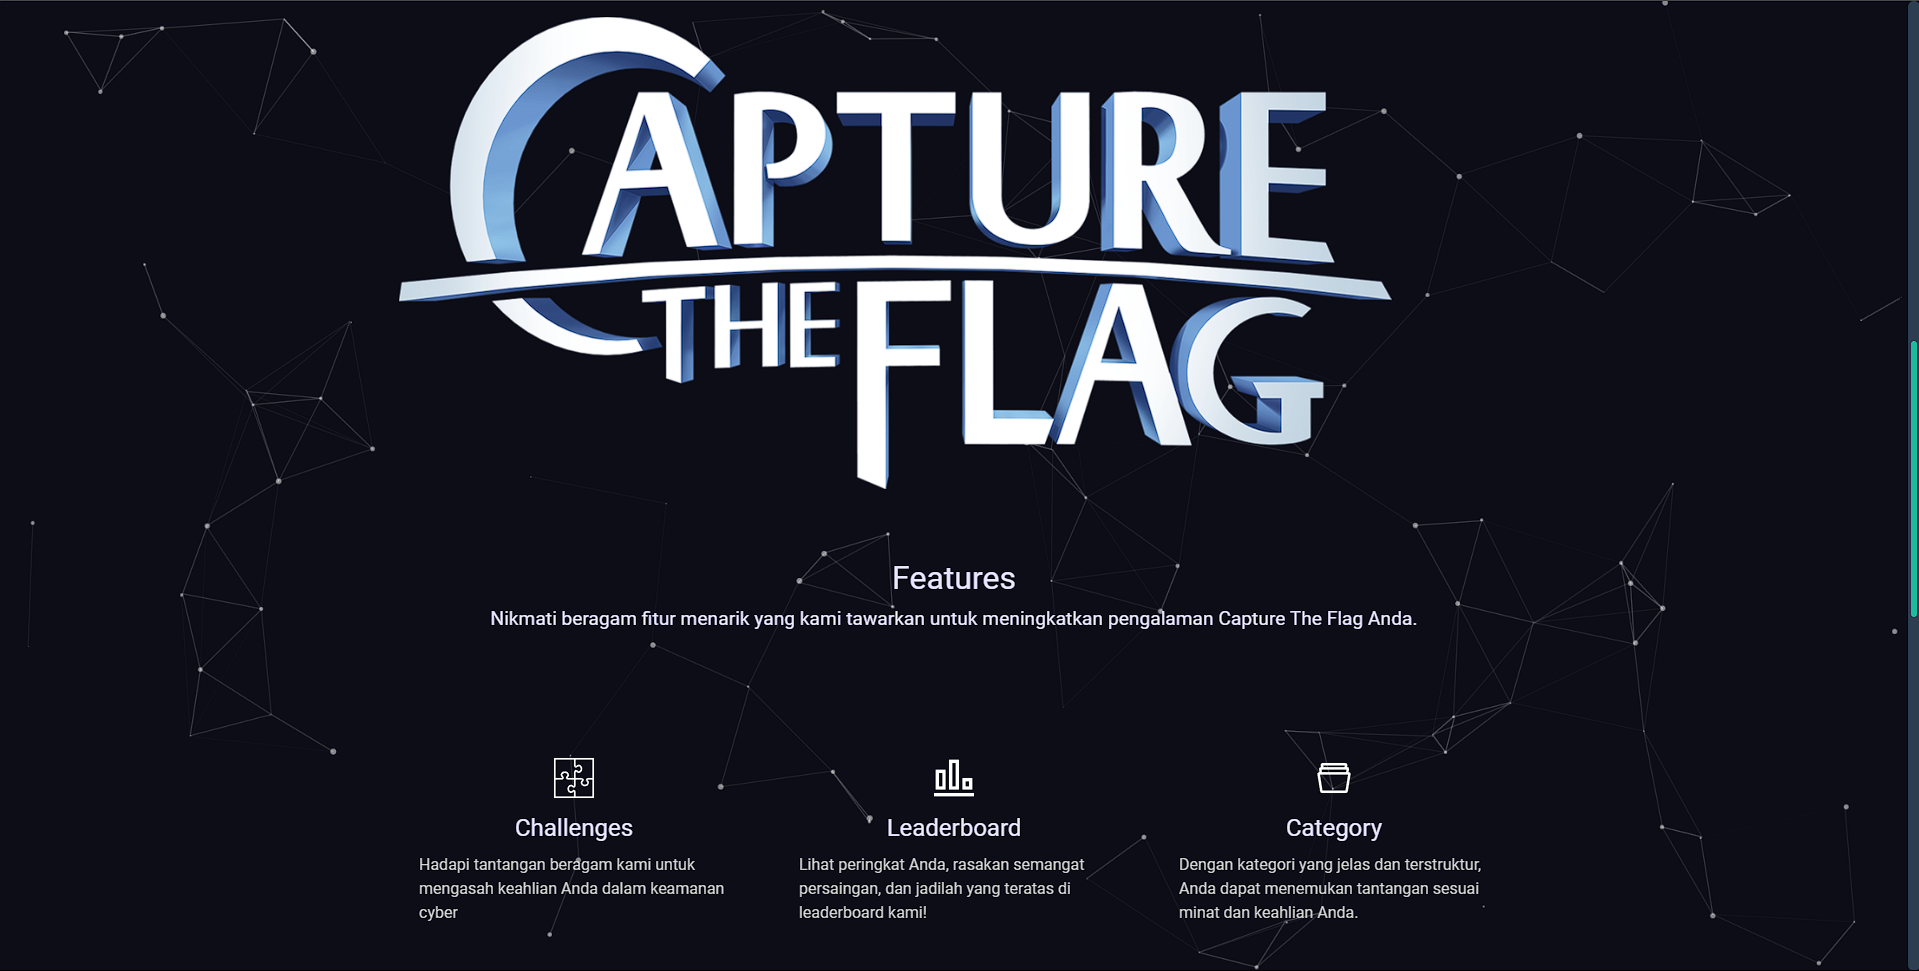 CAPTURE
THE FLAG
Features
Nikmati beragam fitur menarik yang kami tawarkan untuk meningkatkan pengalaman Capture The Flag Anda.
Challenges
Hadapi tantangan beragam kami untuk
mengasah keahlian Anda dalam keamanan
cyber
Leaderboard
Lihat peringkat Anda, rasakan semangat
persaingan, dan jadilah yang teratas di
leaderboard kami!
Category
Dengan kategori yang jelas dan terstruktur,
Anda dapat menemukan tantangan sesuai
minat dan keahlian Anda.